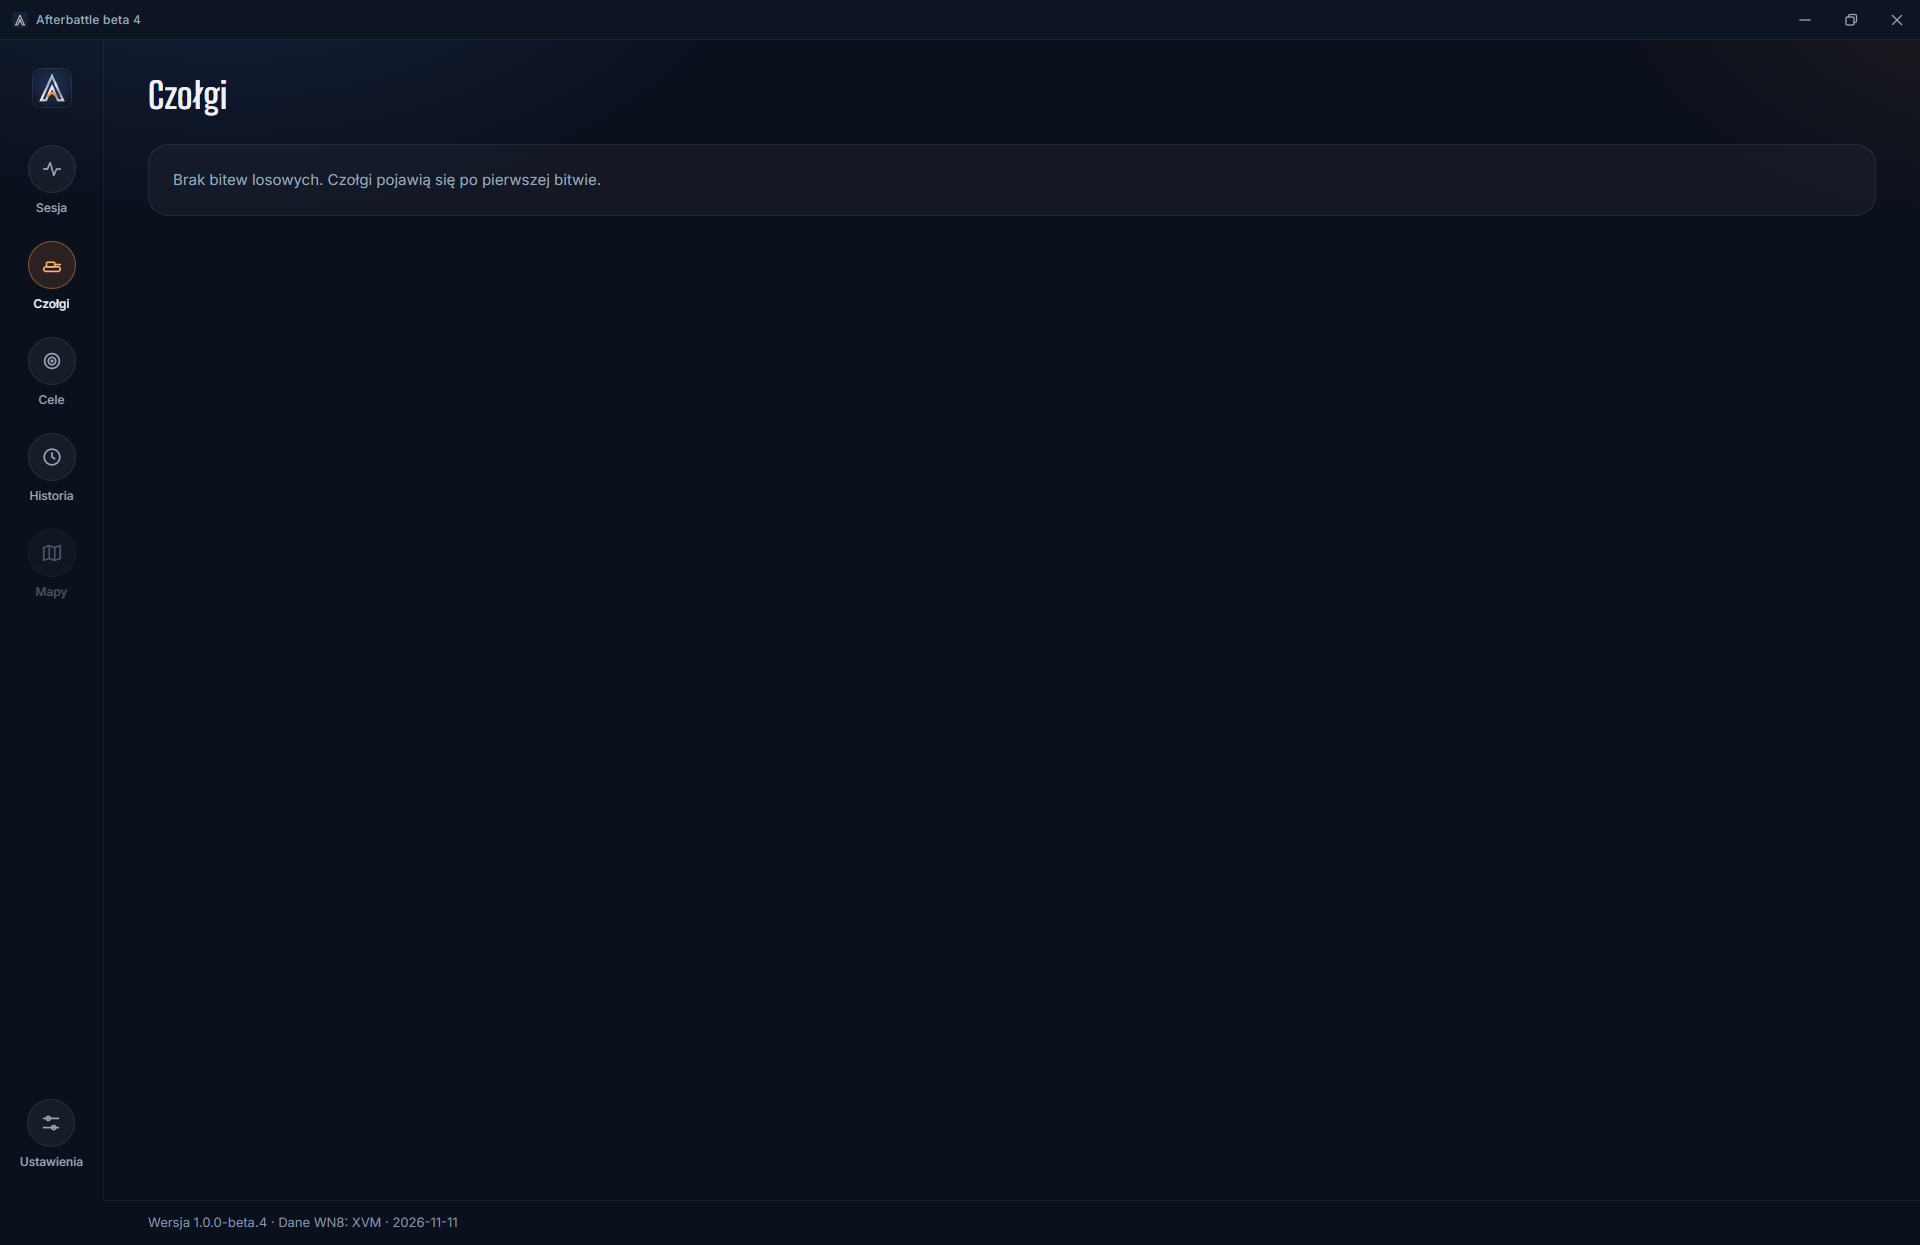 Afterbattle beta 4
Czołgi
Brak bitew losowych. Czołgi pojawią się po pierwszej bitwie.
Sesja
Czołgi
Cele
Historia
Mapy
Ustawienia
Wersja 1.0.0-beta.4 · Dane WN8: XVM · 2026-11-11